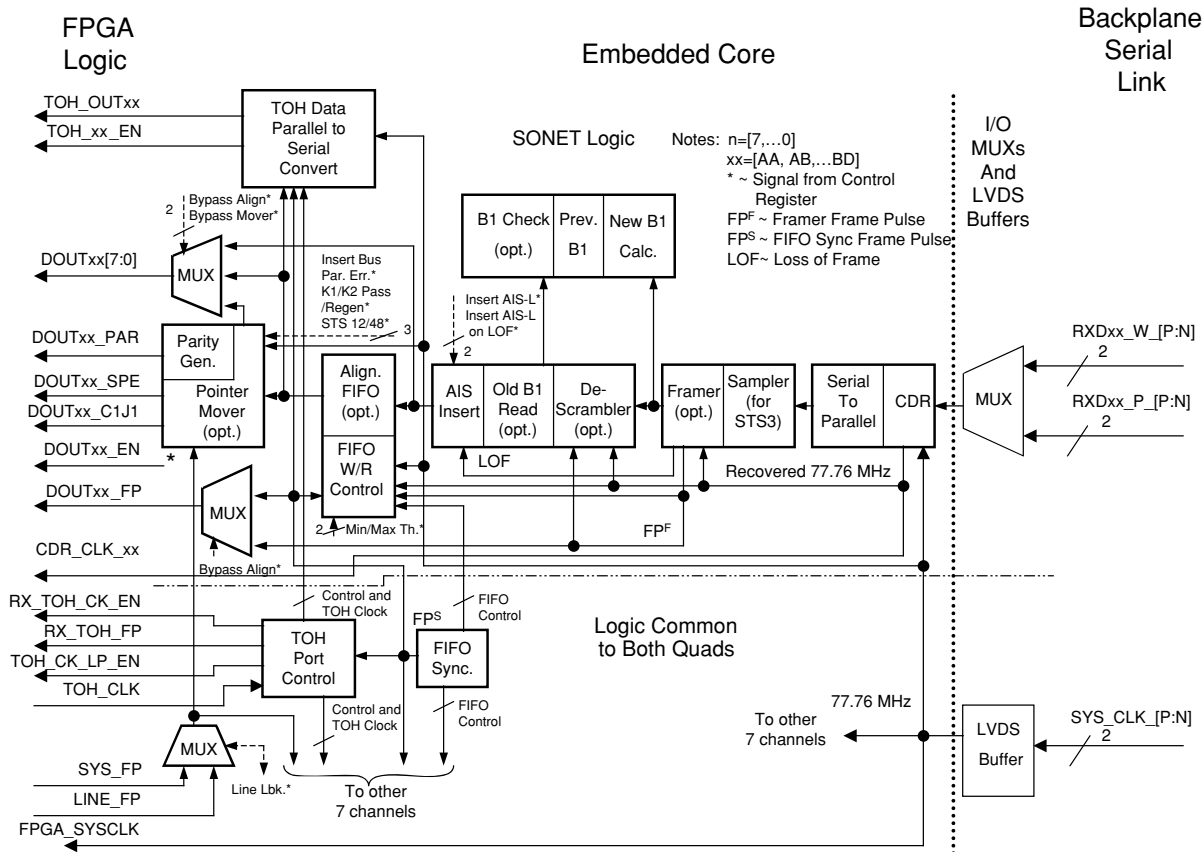 FPGA
Logic
Embedded Core
Backplane
Serial
Link
TOH_OUTxx
TOH_xx_EN
TOH Data
Parallel to
Serial
Convert
SONET Logic
Notes: n=[7,...0]
xx=[AA, AB,...BD]
* ~ Signal from Control
Register
FPF ~ Framer Frame Pulse
FPS ~ FIFO Sync Frame Pulse
LOF~ Loss of Frame
I/O
MUXs
And
LVDS
Buffers
2
Bypass Align*
Bypass Mover*
DOUTxx[7:0]
MUX
Insert Bus
Par. Err.*
K1/K2 Pass
/Regen*
STS 12/48*
3
B1 Check
(opt.)
Prev.
B1
New B1
Calc.
Insert AIS-L*
Insert AIS-L
on LOF*
2
DOUTxx_PAR
DOUTxx_SPE
DOUTxx_C1J1
DOUTxx_EN
*
DOUTxx_FP
CDR_CLK_xx
Parity
Gen.
Pointer
Mover
(opt.)
Align.
FIFO
(opt.)
FIFO
W/R
Control
AIS
Insert
Old B1
Read
(opt.)
De-
Scrambler
(opt.)
Framer
(opt.)
Sampler
(for
STS3)
Serial
To
Parallel
CDR
MUX
RXDxx_W_[P:N]
2
RXDxx_P_[P:N]
2
LOF
Recovered 77.76 MHz
MUX
2
Min/Max Th.*
FPF
Bypass Align*
RX_TOH_CK_EN
RX_TOH_FP
TOH_CK_LP_EN
TOH_CLK
Control and
TOH Clock
TOH
Port
Control
FPS
FIFO
Control
FIFO
Sync.
Logic Common
to Both Quads
Control and
TOH Clock
FIFO
Control
77.76 MHz
To other
7 channels
LVDS
Buffer
SYS_CLK_[P:N]
2
MUX
SYS_FP
LINE_FP
Line Lbk.*
To other
7 channels
FPGA_SYSCLK